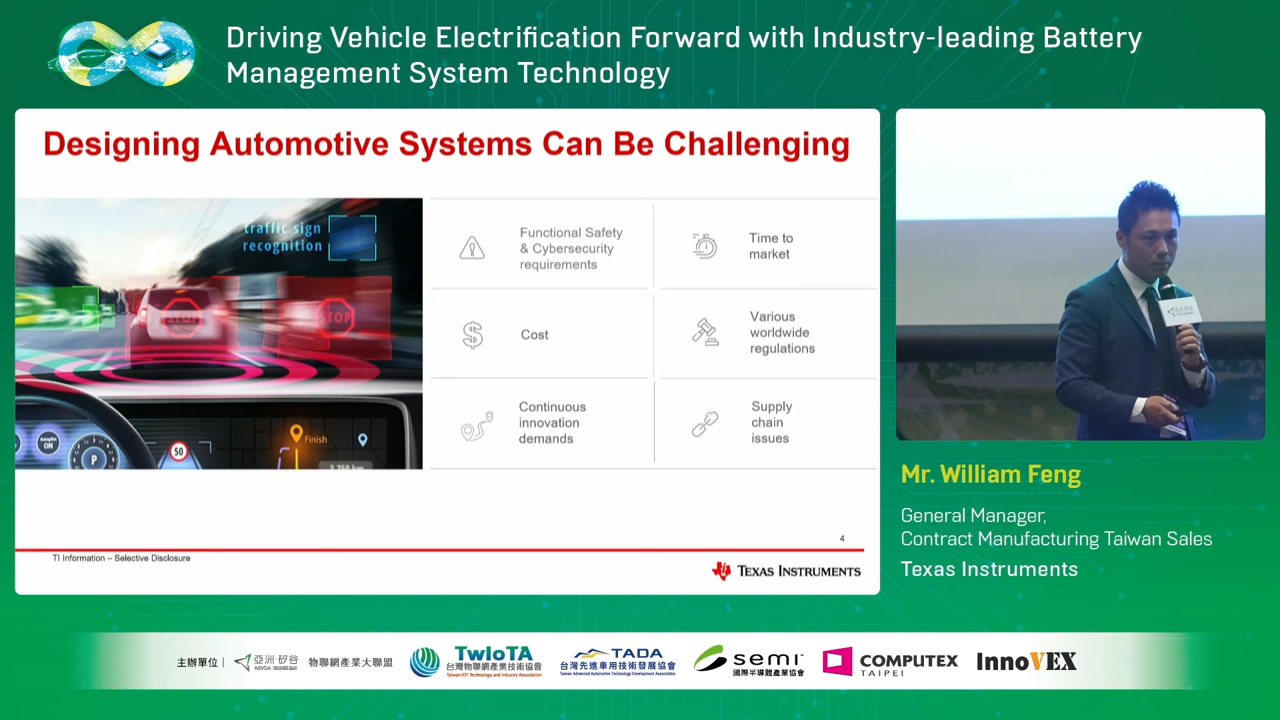 Driving Vehicle Electrification Forward with Industry-leading Battery
Management System Technology
Designing Automotive Systems Can Be Challenging
traffic sign
recognition
STOP
STOP
Autopilot
ON
P
50
Finish
Functional Safety
& Cybersecurity
requirements
Time to
market
Cost
Various
worldwide
regulations
Continuous
innovation
demands
Supply
chain
issues
4
TI Information – Selective Disclosure
TEXAS INSTRUMENTS
Mr. William Feng
General Manager,
Contract Manufacturing Taiwan Sales
Texas Instruments
主辦單位 |
亞洲·矽谷
物聯網產業大聯盟
TwIoTA
台灣物聯網產業技術協會
Taiwan IOT Technology and Industry Association
TADA
台灣先進車用技術發展協會
Taiwan Advanced Automotive Technology Development Association
semi
國際半導體產業協會
COMPUTEX
TAIPEI
InnoVEX